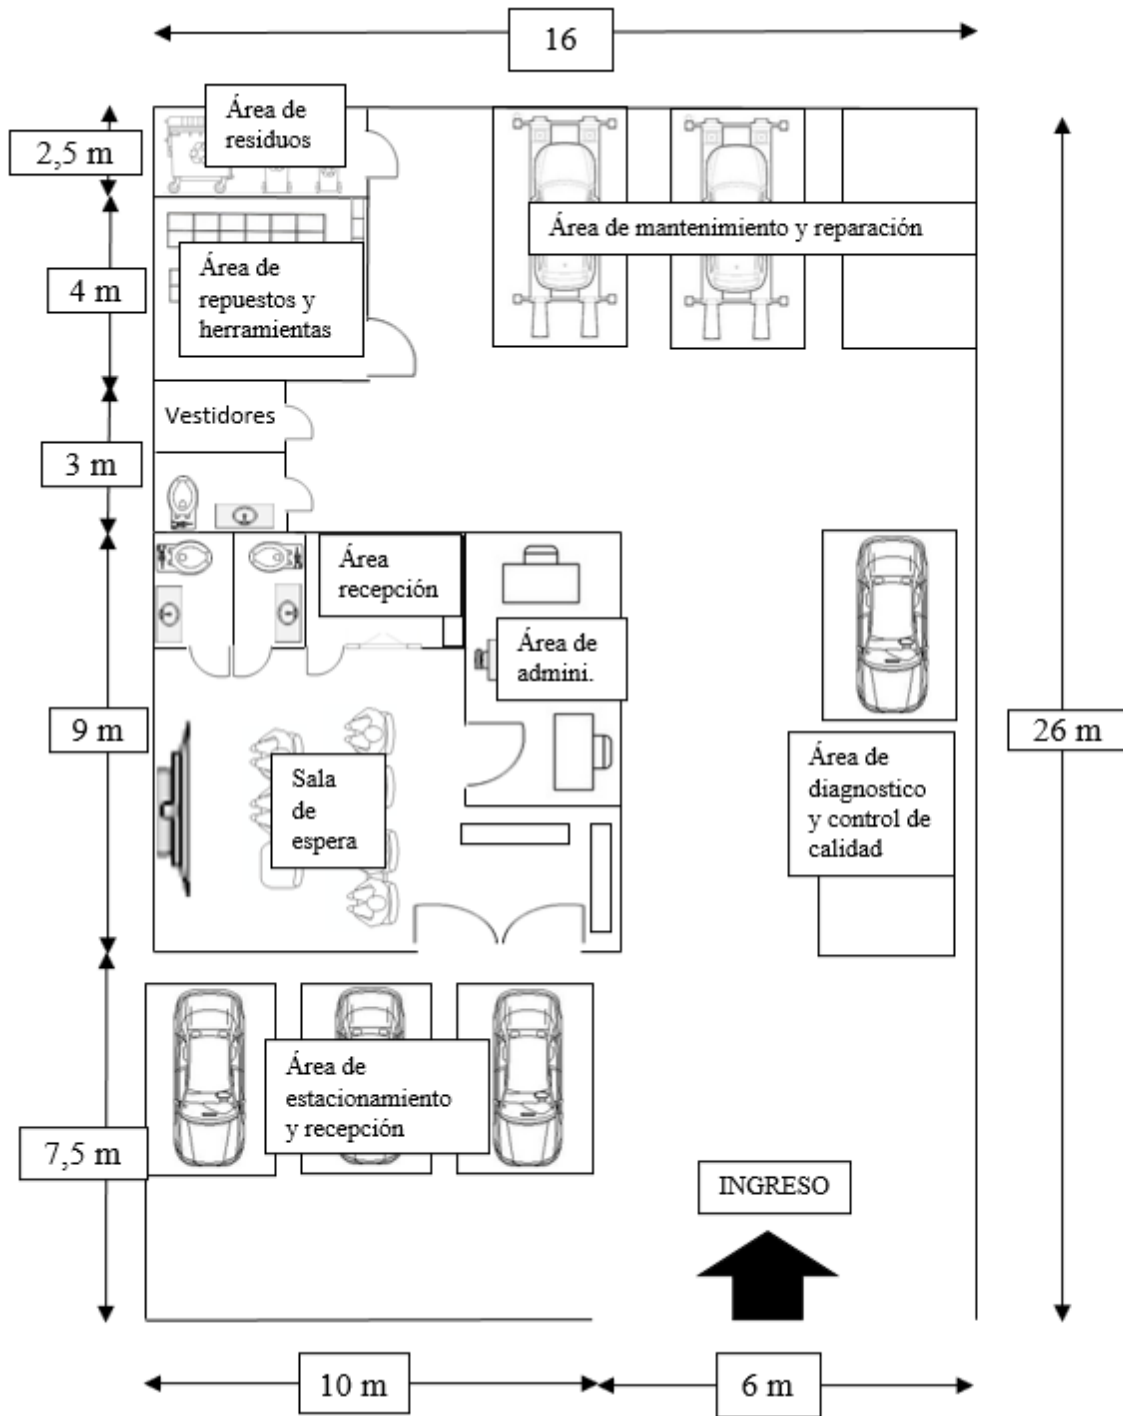 16
Área de
residuos
2,5 m
Área de mantenimiento y reparación
4 m
Área de
repuestos y
herramientas
Vestidores
3 m
Área
recepción
Área de
admini.
9 m
Sala
de
espera
26 m
Área de
diagnostico
y control de
calidad
Área de
estacionamiento
y recepción
7,5 m
INGRESO
10 m
6 m